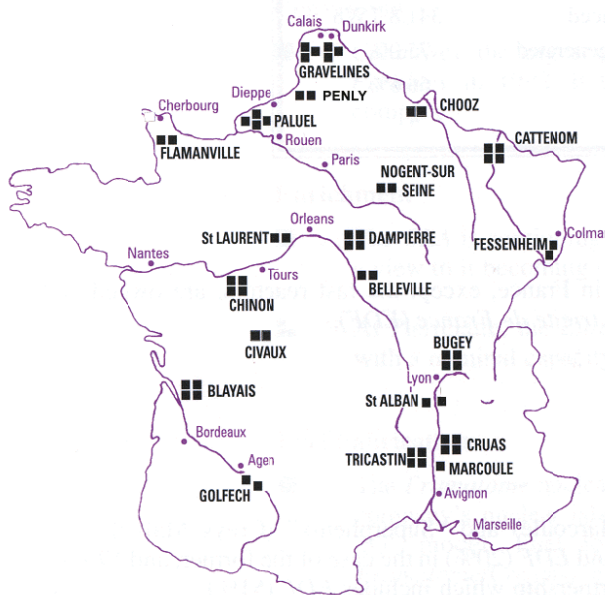 Calais
Dunkirk
GRAVELINES
Dieppe
PENLY
CHOOZ
Cherbourg
PALUEL
CATTENOM
Rouen
FLAMANVILLE
Paris
NOGENT-SUR
SEINE
Orleans
Colmar
St LAURENT
DAMPIERRE
FESSENHEIM
Nantes
Tours
BELLEVILLE
CHINON
CIVAUX
BUGEY
Lyon
BLAYAIS
St ALBAN
Bordeaux
CRUAS
Agen
TRICASTIN
MARCOULE
GOLFECH
Avignon
Marseille